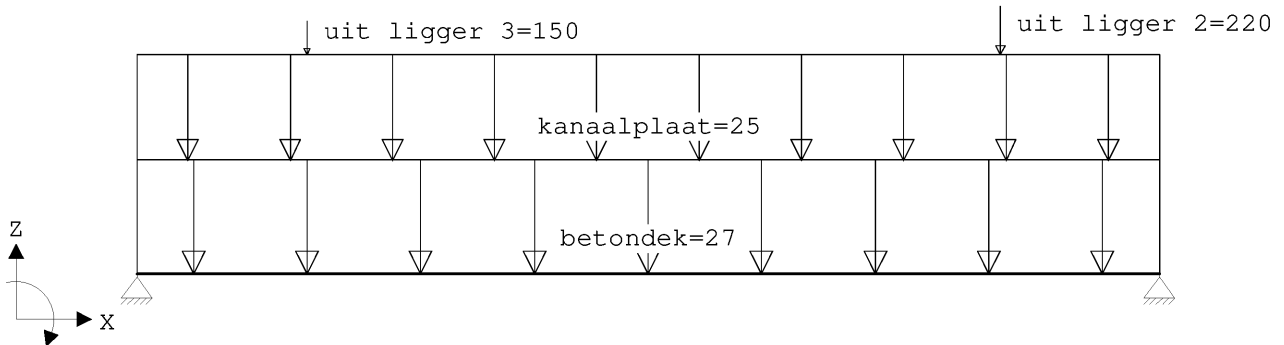 uit ligger 3=150
uit ligger 2=220
kanaalplaat=25
betondek=27
Z
X